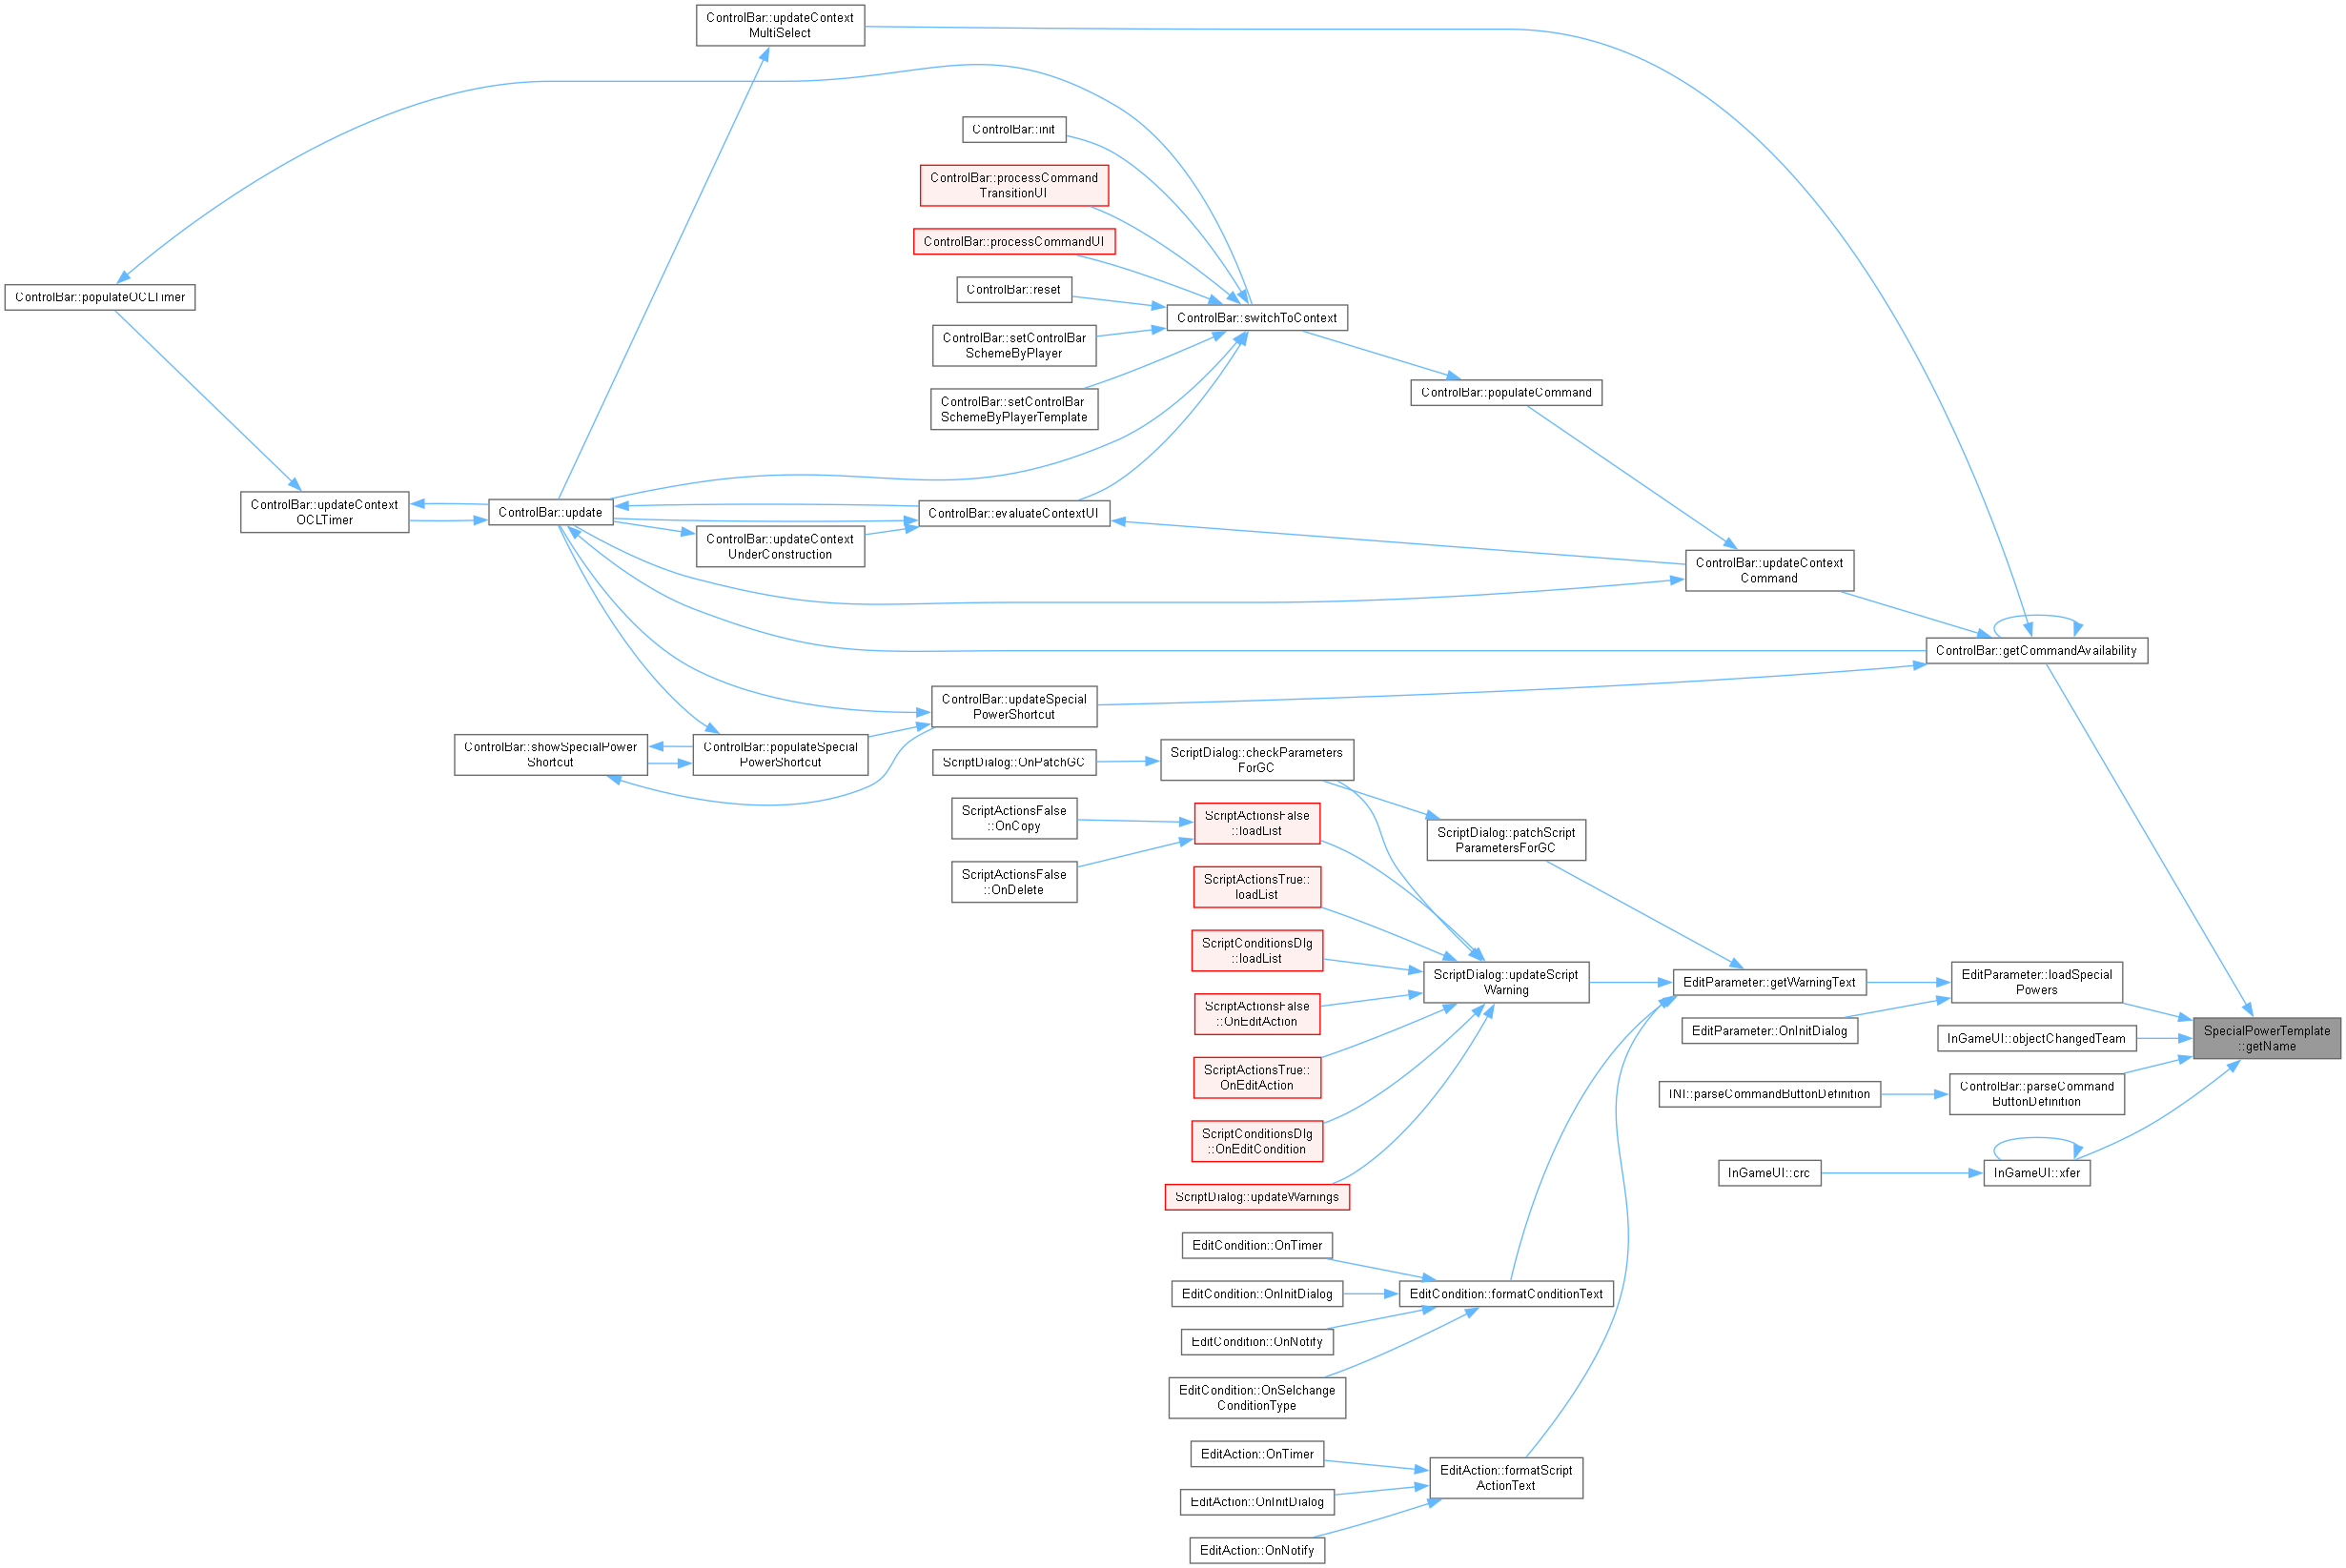 ControlBar::updateContext
MultiSelect
ControlBar::init
ControlBar::processCommand
TransitionUI
ControlBar::processCommandUI
ControlBar::reset
ControlBar::populateOCLTimer
ControlBar::switchToContext
ControlBar::setControlBar
SchemeByPlayer
ControlBar::populateCommand
ControlBar::setControlBar
SchemeByPlayerTemplate
ControlBar::updateContext
OCLTimer
ControlBar::update
ControlBar::evaluateContextUI
ControlBar::updateContext
UnderConstruction
ControlBar::updateContext
Command
ControlBar::getCommandAvailability
ControlBar::updateSpecial
PowerShortcut
ControlBar::showSpecialPower
Shortcut
ControlBar::populateSpecial
PowerShortcut
ScriptDialog::OnPatchGC
ScriptDialog::checkParameters
ForGC
ScriptActionsFalse
::OnCopy
ScriptActionsFalse
::loadList
ScriptDialog::patchScript
ParametersForGC
ScriptActionsFalse
::OnDelete
ScriptActionsTrue::
loadList
ScriptConditionsDlg
::loadList
ScriptDialog::updateScript
Warning
EditParameter::getWarningText
EditParameter::loadSpecial
Powers
ScriptActionsFalse
::OnEditAction
EditParameter::OnInitDialog
InGameUI::objectChangedTeam
SpecialPowerTemplate
::getName
ScriptActionsTrue::
OnEditAction
INI::parseCommandButtonDefinition
ControlBar::parseCommand
ButtonDefinition
ScriptConditionsDlg
::OnEditCondition
InGameUI::crc
InGameUI::xfer
ScriptDialog::updateWarnings
EditCondition::OnTimer
EditCondition::OnInitDialog
EditCondition::formatConditionText
EditCondition::OnNotify
EditCondition::OnSelchange
ConditionType
EditAction::OnTimer
EditAction::formatScript
ActionText
EditAction::OnInitDialog
EditAction::OnNotify